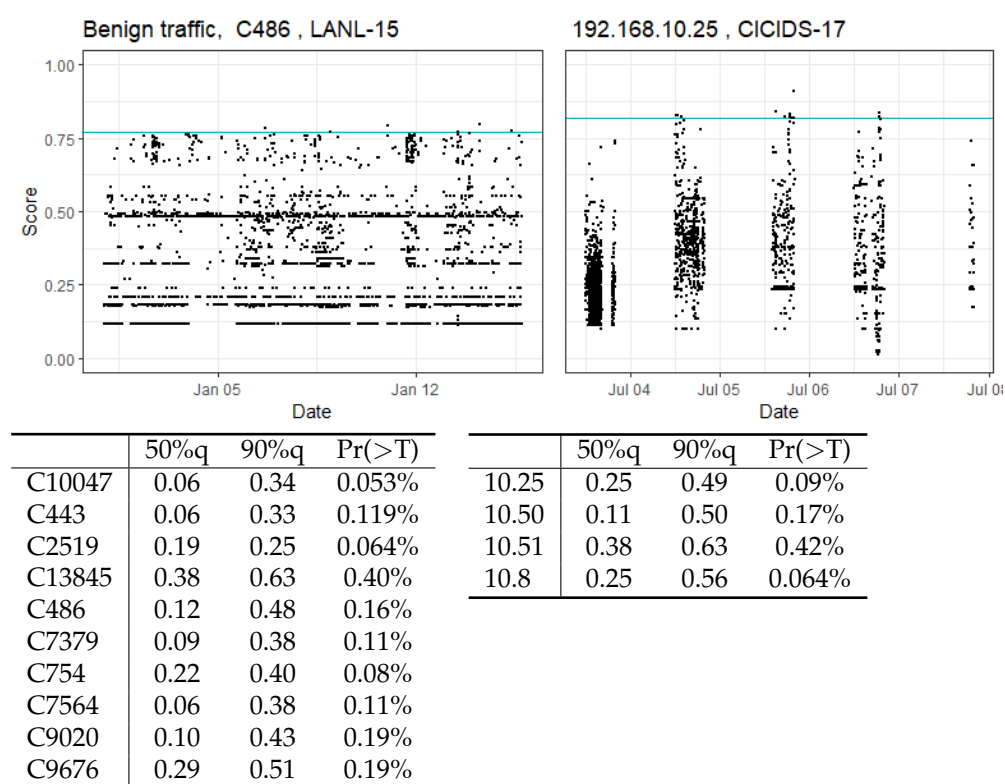 Benign traffic, C486 , LANL-15
192.168.10.25 , CICIDS-17
1.00
0.75
0.50
0.25
0.00
Score
Jan 05 Jan 12
Date
Jul 04 Jul 05 Jul 06 Jul 07 Jul 08
Date
50%q 90%q Pr(>T)
C10047 0.06 0.34 0.053%
C443 0.06 0.33 0.119%
C2519 0.19 0.25 0.064%
C13845 0.38 0.63 0.40%
C486 0.12 0.48 0.16%
C7379 0.09 0.38 0.11%
C754 0.22 0.40 0.08%
C7564 0.06 0.38 0.11%
C9020 0.10 0.43 0.19%
C9676 0.29 0.51 0.19%
50%q 90%q Pr(>T)
10.25 0.25 0.49 0.09%
10.50 0.11 0.50 0.17%
10.51 0.38 0.63 0.42%
10.8 0.25 0.56 0.064%